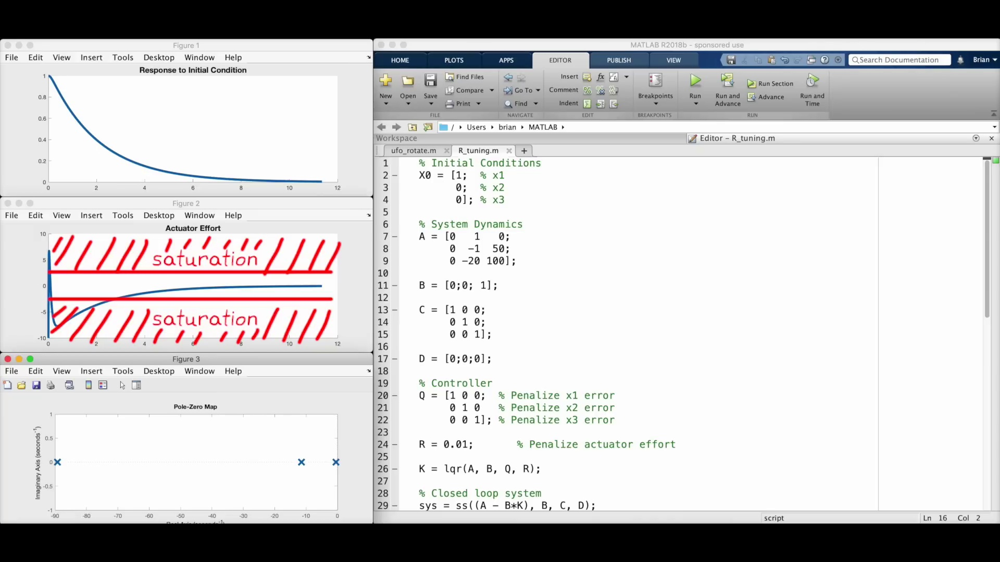 Figure 1
File Edit View Insert Tools Desktop Window Help
Response to Initial Condition
1
0.8
0.6
0.4
0.2
0
0 2 4 6 8 10 12
Figure 2
File Edit View Insert Tools Desktop Window Help
Actuator Effort
10
saturation
5
0
-5
saturation
-10
0 2 4 6 8 10 12
Figure 3
File Edit View Insert Tools Desktop Window Help
Pole-Zero Map
Imaginary Axis (seconds-1)
1
0.5
0
-0.5
-1
-90 -80 -70 -60 -50 -40 -30 -20 -10 0
MATLAB R2018b - sponsored use
HOME PLOTS APPS EDITOR PUBLISH VIEW
Search Documentation
Brian
New Open Save
Find Files
Compare
Print
Go To
Find
Insert
Comment
Indent
fx
Breakpoints
Run
Run and Advance
Run Section
Advance
Run and Time
FILE NAVIGATE EDIT BREAKPOINTS RUN
/ Users brian MATLAB
Workspace
Editor – R_tuning.m
ufo_rotate.m R_tuning.m +
1 % Initial Conditions
2 – X0 = [1; % x1
3 0; % x2
4 0]; % x3
5
6 % System Dynamics
7 – A = [0 1 0;
8 0 -1 50;
9 0 -20 100];
10
11 – B = [0;0; 1];
12
13 – C = [1 0 0;
14 0 1 0;
15 0 0 1];
16
17 – D = [0;0;0];
18
19 % Controller
20 – Q = [1 0 0; % Penalize x1 error
21 0 1 0 % Penalize x2 error
22 0 0 1]; % Penalize x3 error
23
24 – R = 0.01; % Penalize actuator effort
25
26 – K = lqr(A, B, Q, R);
27
28 % Closed loop system
29 – sys = ss((A - B*K), B, C, D);
script
Ln 16 Col 2